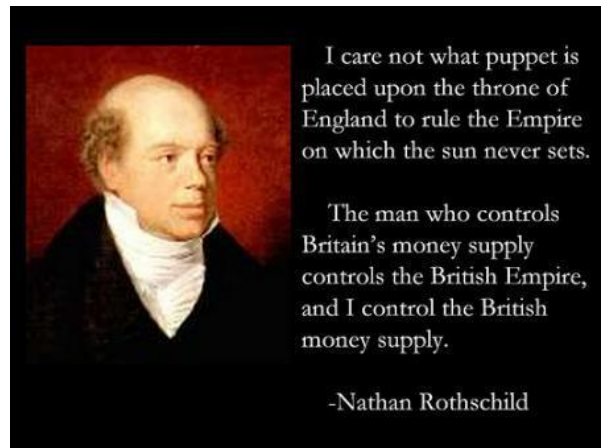 I care not what puppet is
placed upon the throne of
England to rule the Empire
on which the sun never sets.
The man who controls
Britain's money supply
controls the British Empire,
and I control the British
money supply.
-Nathan Rothschild